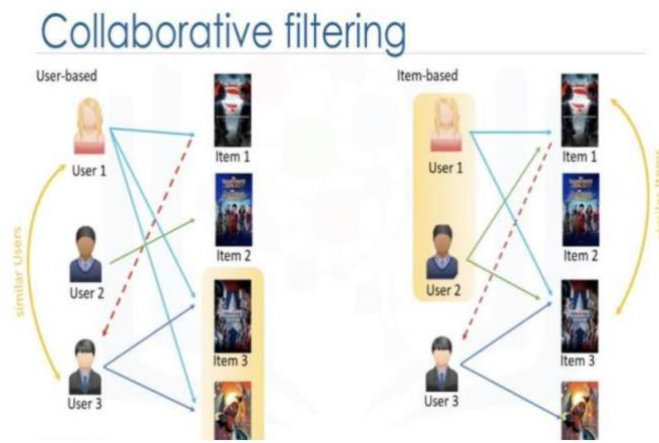 Collaborative filtering
User-based
User 1
User 2
User 3
similar Users
Item 1
Item 2
Item 3
Item-based
User 1
User 2
User 3
Item 1
Item 2
Item 3